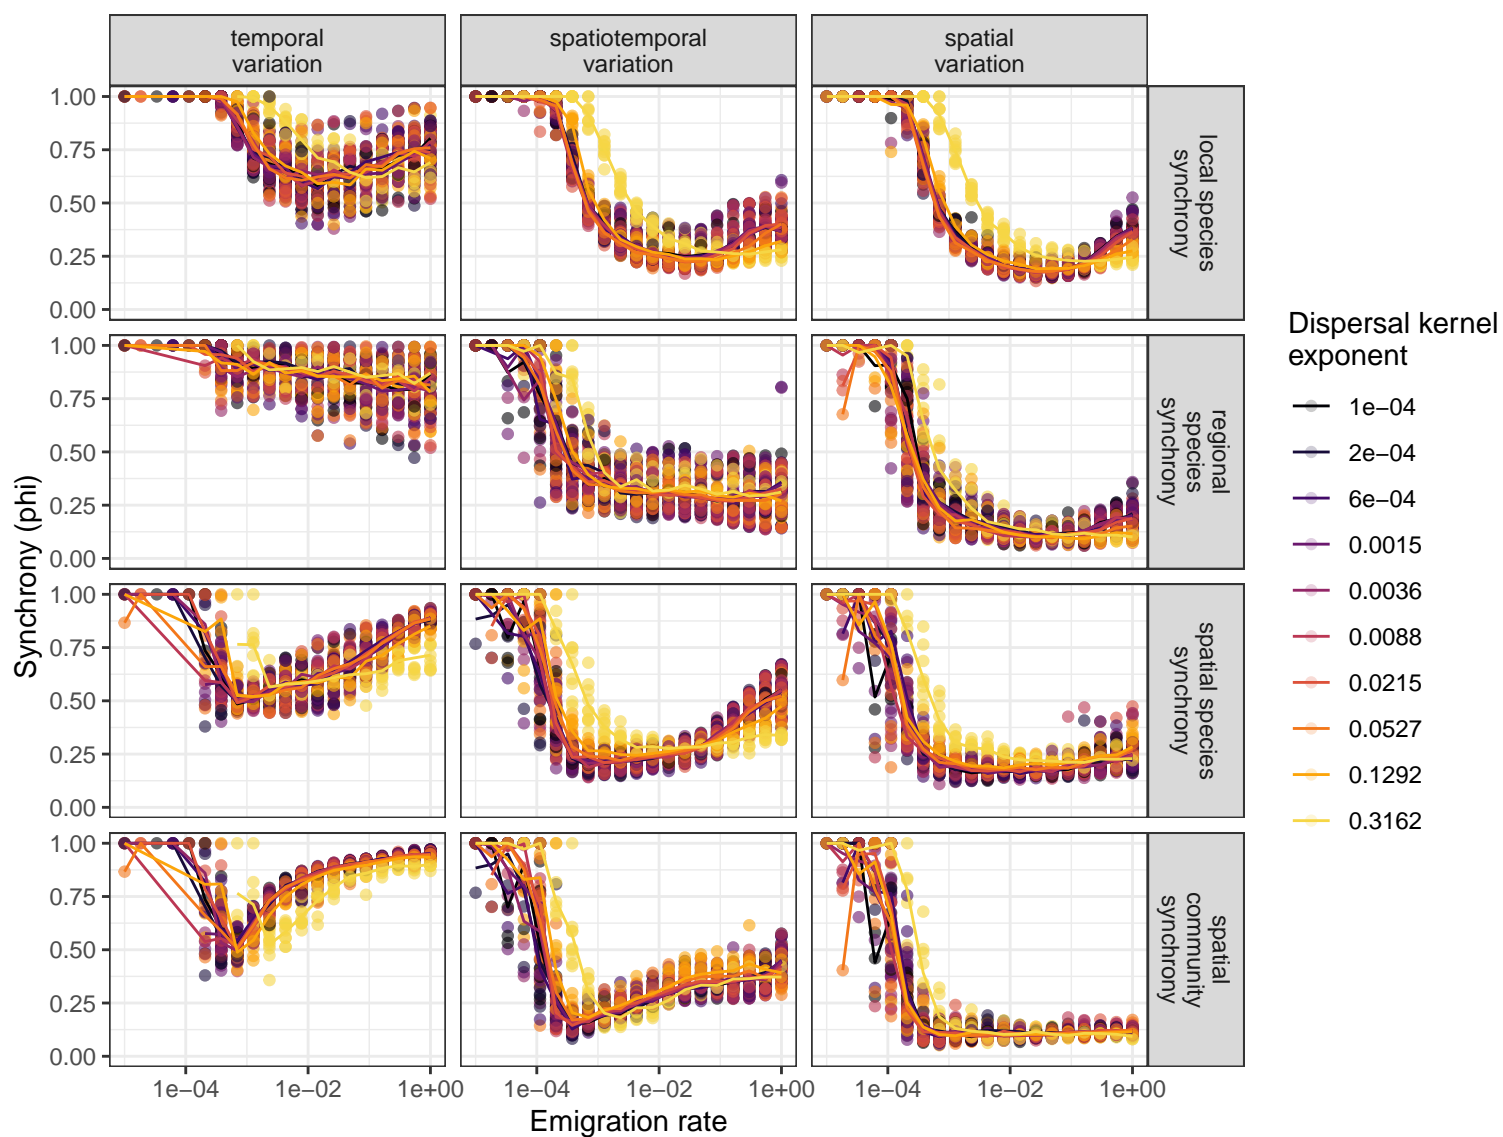 temporal
variation
spatiotemporal
variation
spatial
variation
1.00
0.75
0.50
0.25
0.00
local species
synchrony
1.00
0.75
0.50
0.25
0.00
regional
species
synchrony
1.00
0.75
0.50
0.25
0.00
spatial species
synchrony
1.00
0.75
0.50
0.25
0.00
spatial
community
synchrony
1e−04
1e−02
1e+00
1e−04
1e−02
1e+00
1e−04
1e−02
1e+00
Emigration rate
Synchrony (phi)
Dispersal kernel
exponent
1e−04
2e−04
6e−04
0.0015
0.0036
0.0088
0.0215
0.0527
0.1292
0.3162